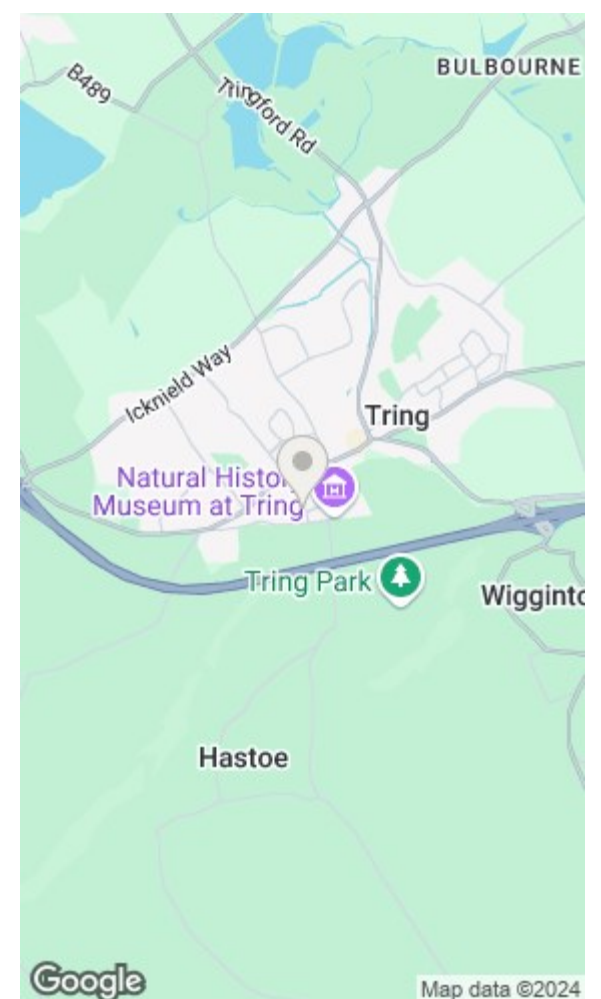 BULBOURNE
B489
Tringford Rd
Icknield Way
Tring
Natural History
Museum at Tring
Tring Park
Wigginto
Hastoe
Google
Map data ©2024